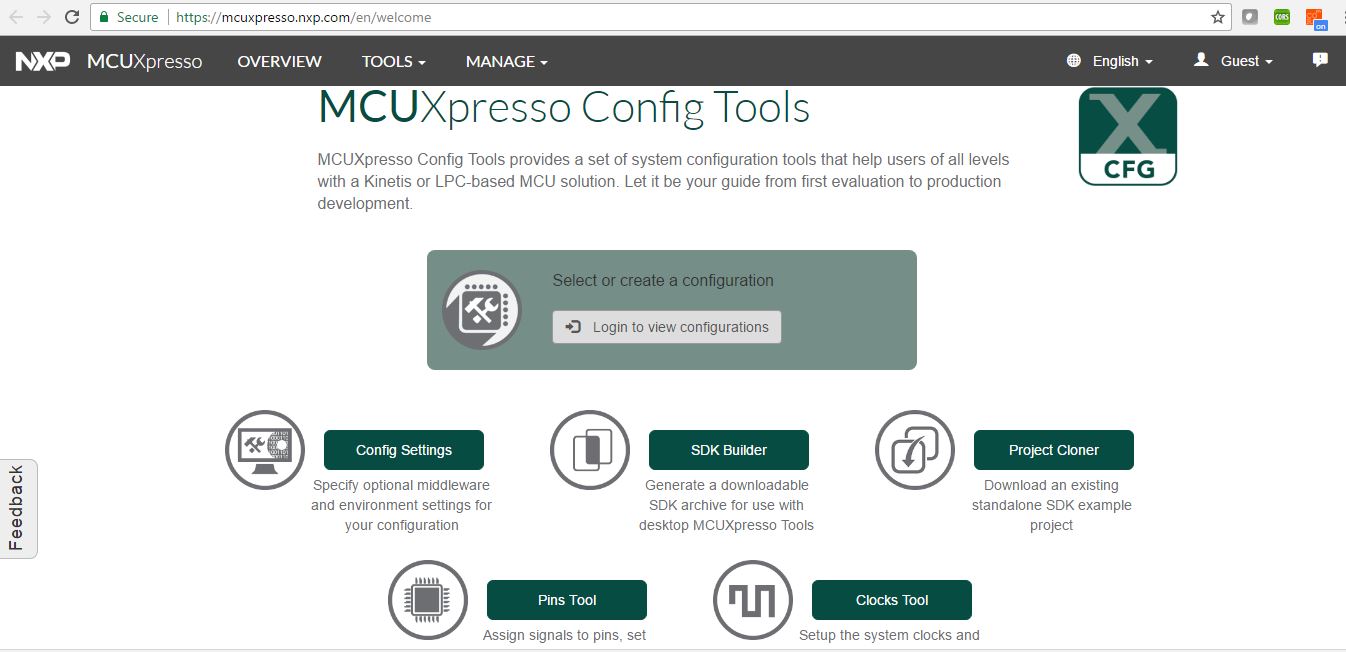 Secure https://mcuxpresso.nxp.com/en/welcome
CORS
on
NXP MCUXpresso OVERVIEW TOOLS MANAGE English Guest
MCUXpresso Config Tools
X
CFG
MCUXpresso Config Tools provides a set of system configuration tools that help users of all levels
with a Kinetis or LPC-based MCU solution. Let it be your guide from first evaluation to production
development.
Select or create a configuration
Login to view configurations
Config Settings
Specify optional middleware
and environment settings for
your configuration
SDK Builder
Generate a downloadable
SDK archive for use with
desktop MCUXpresso Tools
Project Cloner
Download an existing
standalone SDK example
project
Feedback
Pins Tool
Assign signals to pins, set
Clocks Tool
Setup the system clocks and